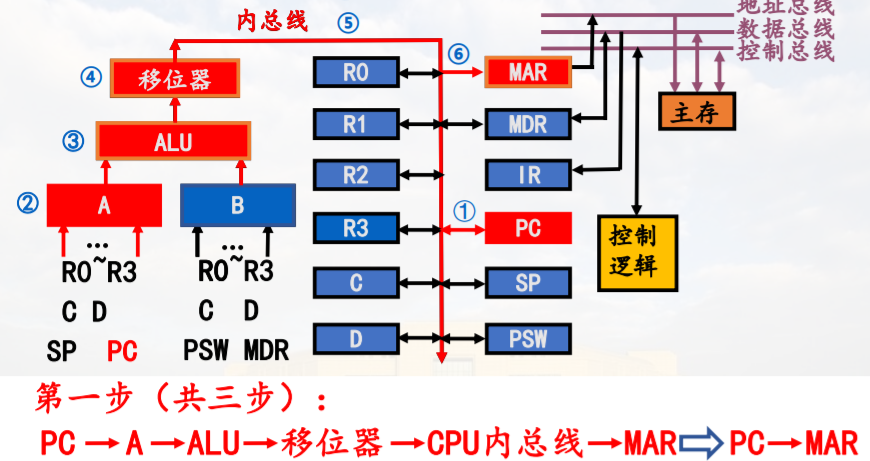 内总线 ⑤
地址总线
数据总线
控制总线
④ 移位器
R0
⑥
MAR
主存
③ ALU
R1
MDR
R2
IR
② A
B
R3
①
PC
控制
逻辑
... ...
R0~R3 R0~R3
C D C D
SP PC PSW MDR
C
SP
D
PSW
第一步（共三步）：
PC→A→ALU→移位器→CPU内总线→MAR⇨PC→MAR